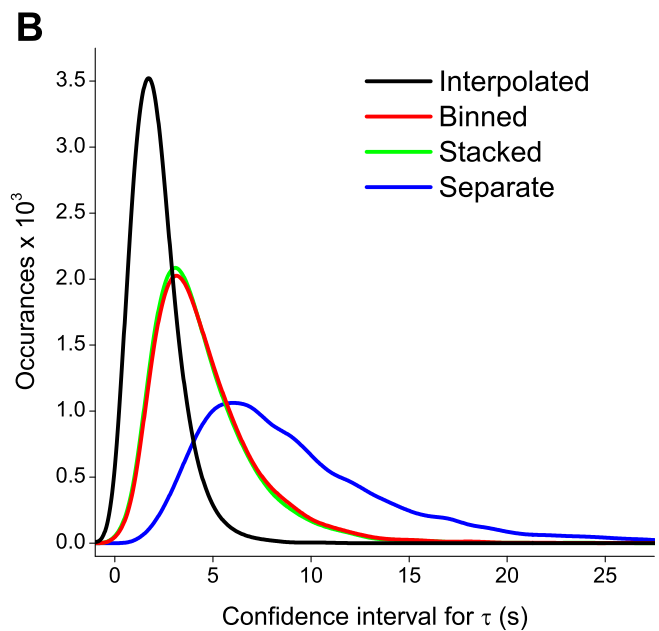 B
Interpolated
Binned
Stacked
Separate
Occurances x 10³
3.5
3.0
2.5
2.0
1.5
1.0
0.5
0.0
0 5 10 15 20 25
Confidence interval for τ (s)